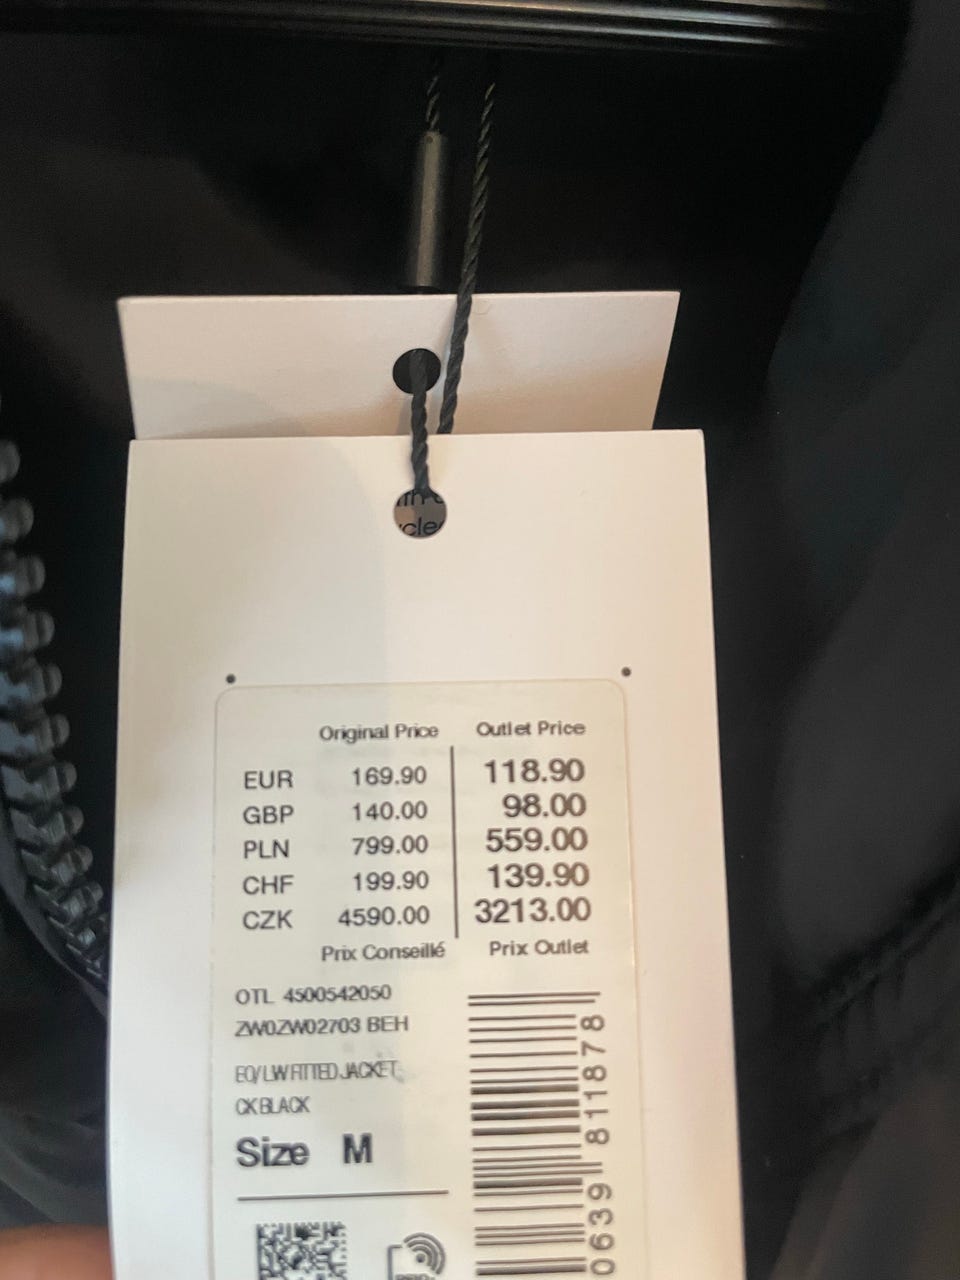 cle
Original Price Outlet Price
EUR 169.90 118.90
GBP 140.00 98.00
PLN 799.00 559.00
CHF 199.90 139.90
CZK 4590.00 3213.00
Prix Conseillé Prix Outlet
OTL 4500542050
ZW0ZW02703 BEH
EO/LW FITTED JACKET
CK BLACK
Size M
0639 811878